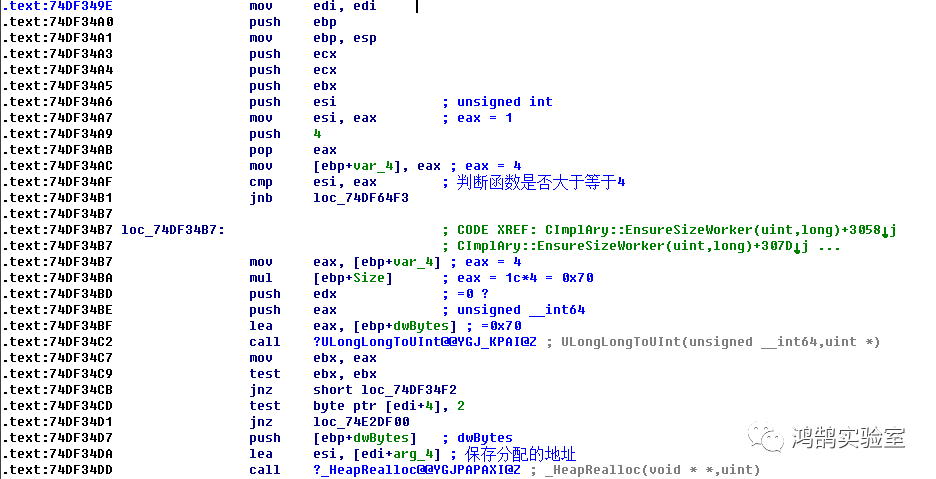 .text:74DF349E mov edi, edi
.text:74DF34A0 push ebp
.text:74DF34A1 mov ebp, esp
.text:74DF34A3 push ecx
.text:74DF34A4 push ecx
.text:74DF34A5 push ebx
.text:74DF34A6 push esi ; unsigned int
.text:74DF34A7 mov esi, eax ; eax = 1
.text:74DF34A9 push 4
.text:74DF34AB pop eax
.text:74DF34AC mov [ebp+var_4], eax ; eax = 4
.text:74DF34AF cmp esi, eax ; 判断函数是否大于等于4
.text:74DF34B1 jnb loc_74DF64F3
.text:74DF34B7
.text:74DF34B7 loc_74DF34B7: ; CODE XREF: CImplAry::EnsureSizeWorker(uint,long)+3058↓j
.text:74DF34B7 ; CImplAry::EnsureSizeWorker(uint,long)+307D↓j ...
.text:74DF34B7 mov eax, [ebp+var_4] ; eax = 4
.text:74DF34BA mul [ebp+Size] ; eax = 1c*4 = 0x70
.text:74DF34BD push edx ; =0 ?
.text:74DF34BE push eax ; unsigned __int64
.text:74DF34BF lea eax, [ebp+dwBytes] ; =0x70
.text:74DF34C2 call ?ULongLongToUInt@@YGJ_KPAI@Z ; ULongLongToUInt(unsigned __int64,uint *)
.text:74DF34C7 mov ebx, eax
.text:74DF34C9 test ebx, ebx
.text:74DF34CB jnz short loc_74DF34F2
.text:74DF34CD test byte ptr [edi+4], 2
.text:74DF34D1 jnz loc_74E2DF00
.text:74DF34D7 push [ebp+dwBytes] ; dwBytes
.text:74DF34DA lea esi, [edi+arg_4] ; 保存分配的地址
.text:74DF34DD call ?_HeapRealloc@@YGJPAPAXI@Z ; _HeapRealloc(void * *,uint)
鸿鹄实验室